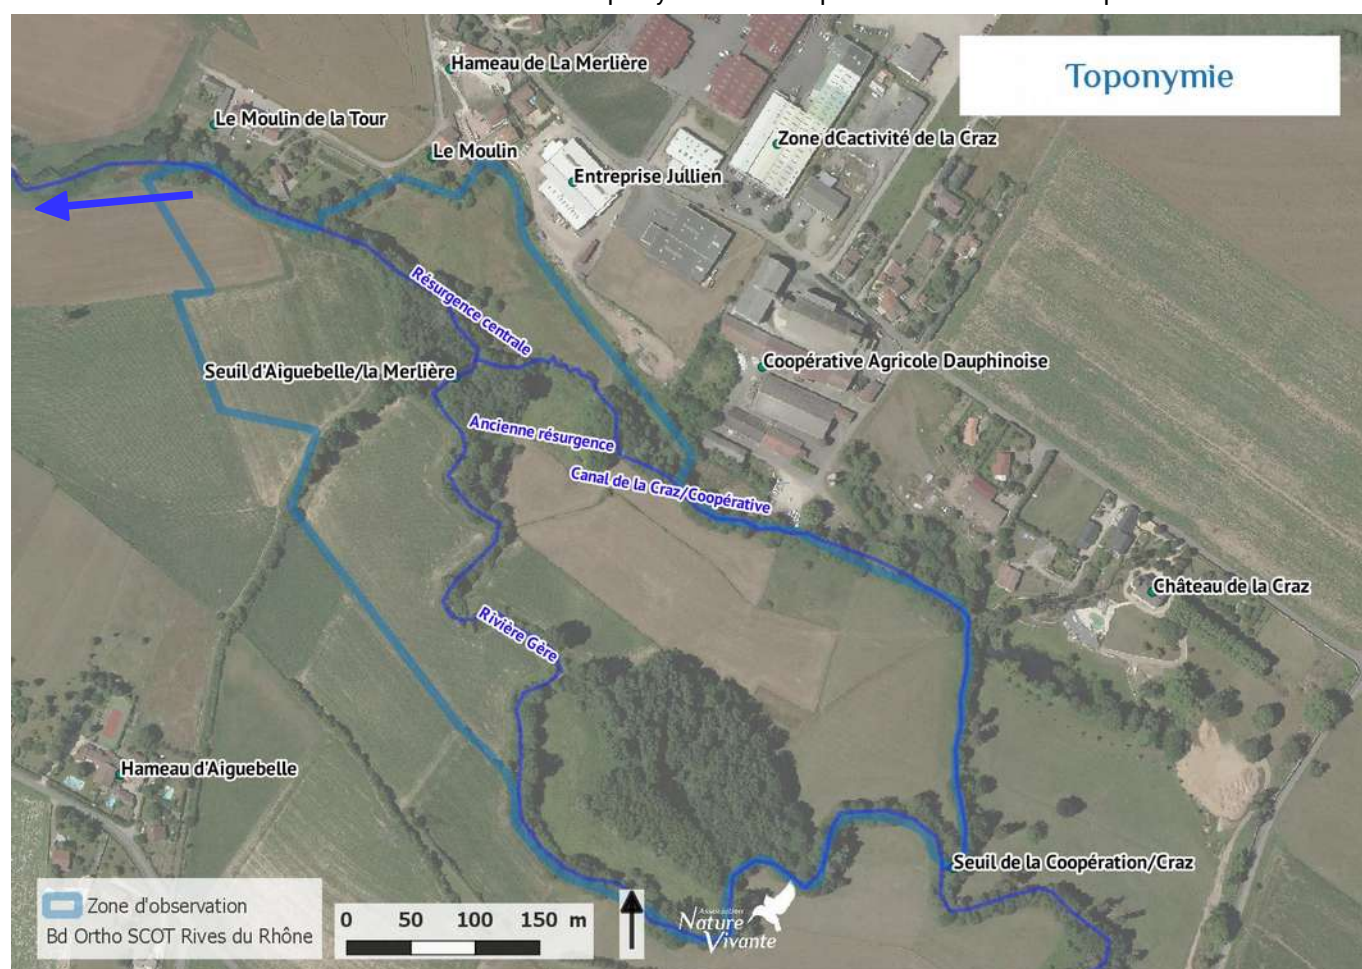 Toponymie
Hameau de La Merlière
Le Moulin de la Tour
Le Moulin
Zone dCactivité de la Craz
Entreprise Jullien
Résurgence centrale
Seuil d'Aiguebelle/la Merlière
Coopérative Agricole Dauphinoise
Ancienne résurgence
Canal de la Craz/Coopérative
Château de la Craz
Rivière Gère
Hameau d'Aiguebelle
Seuil de la Coopération/Craz
Zone d'observation
Bd Ortho SCOT Rives du Rhône
0 50 100 150 m
Association
Nature
Vivante